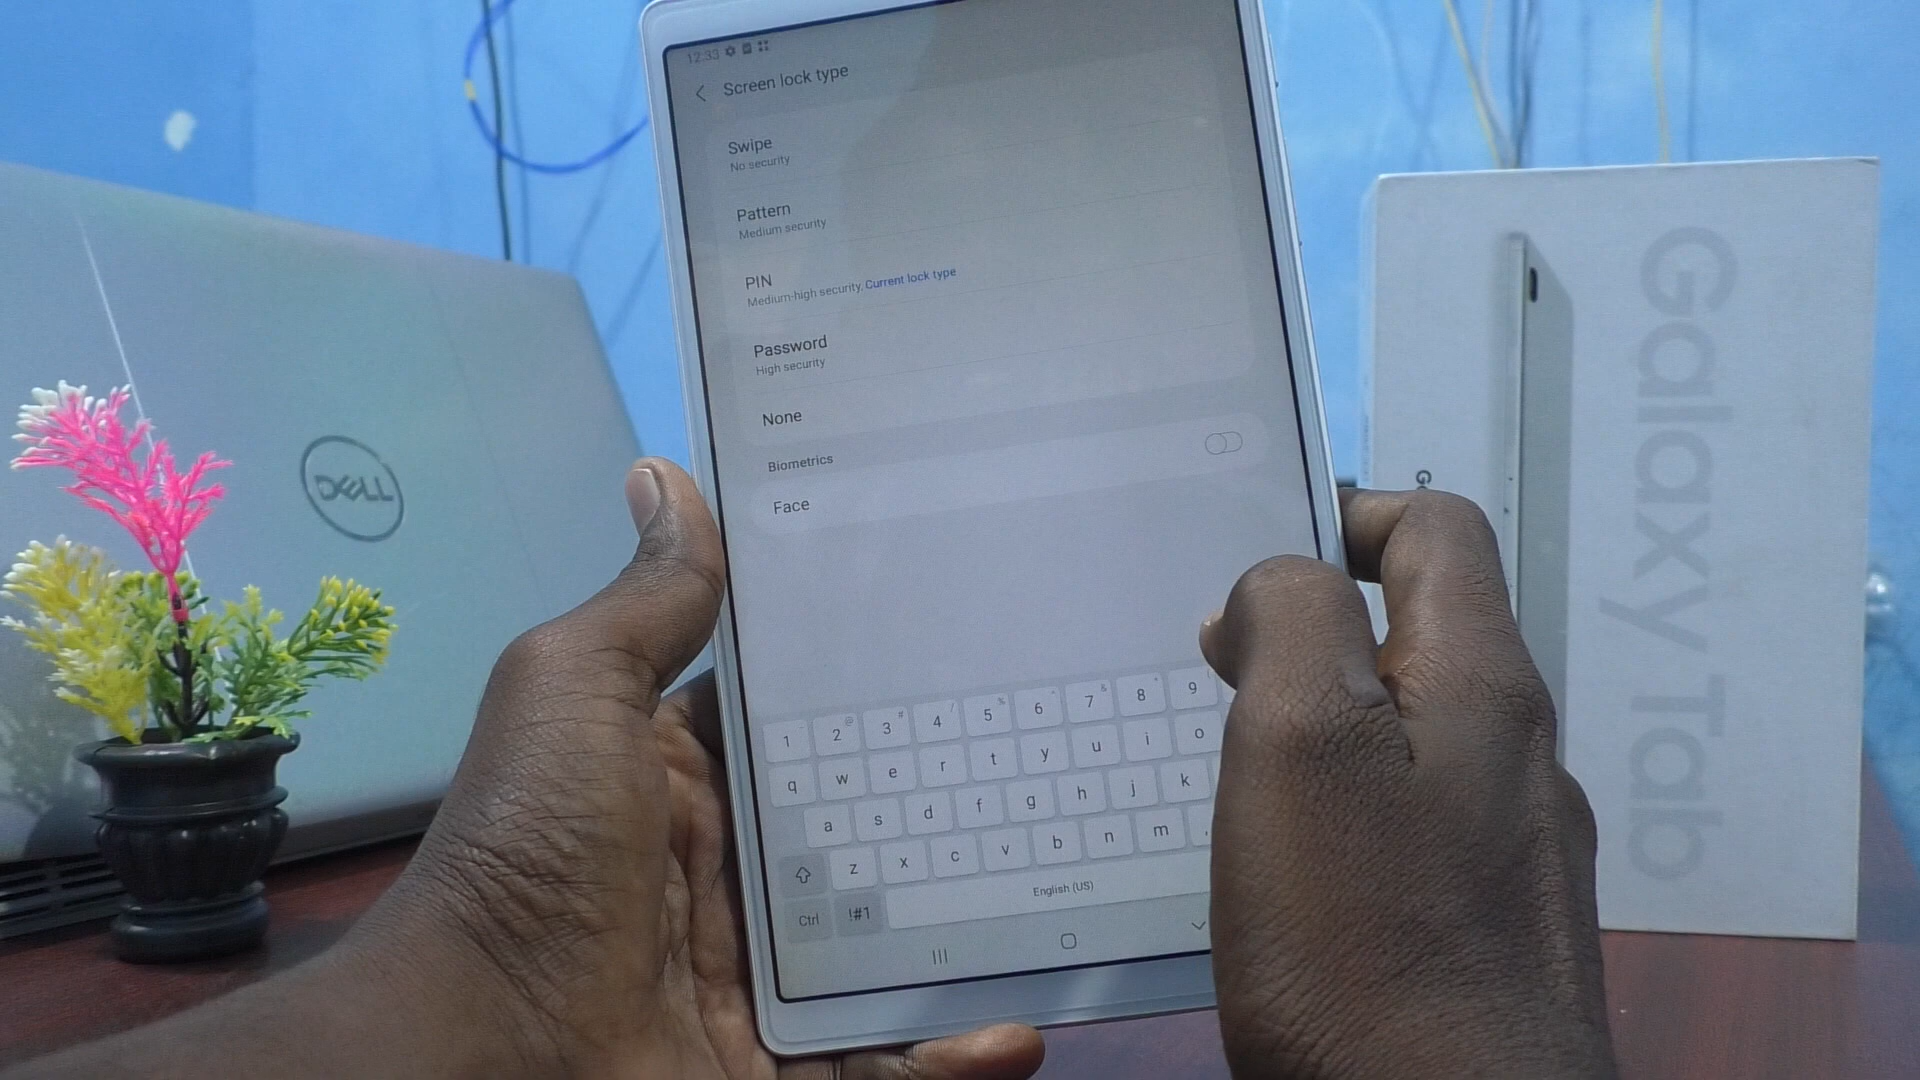 12:33
Screen lock type
Swipe
No security
Pattern
Medium security
PIN
Medium-high security, Current lock type
Password
High security
None
Biometrics
Face
1 2 @ 3 # 4 / 5 % 6 ^ 7 & 8 * 9 (
q w e r t y u i o
a s d f g h j k
z x c v b n m ,
Ctrl !#1 English (US)
DELL
Galaxy Tab